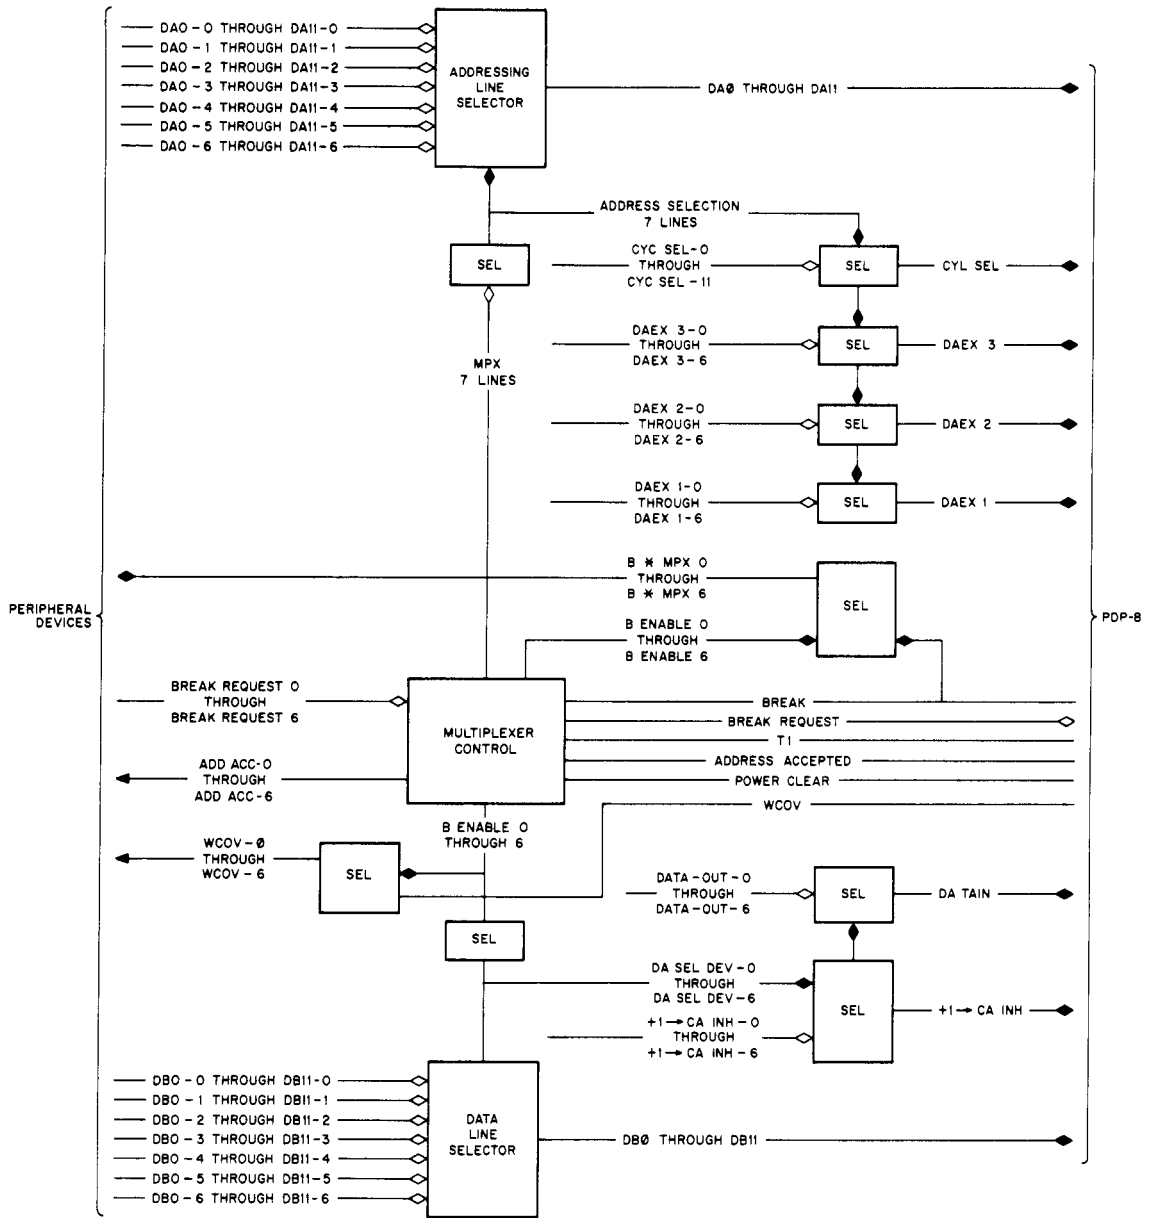 DA0-0 THROUGH DA11-0
DA0-1 THROUGH DA11-1
DA0-2 THROUGH DA11-2
DA0-3 THROUGH DA11-3
DA0-4 THROUGH DA11-4
DA0-5 THROUGH DA11-5
DA0-6 THROUGH DA11-6
ADDRESSING
LINE
SELECTOR
DAØ THROUGH DA11
ADDRESS SELECTION
7 LINES
SEL
CYC SEL-0
THROUGH
CYC SEL-11
SEL
CYL SEL
MPX
7 LINES
DAEX 3-0
THROUGH
DAEX 3-6
SEL
DAEX 3
DAEX 2-0
THROUGH
DAEX 2-6
SEL
DAEX 2
DAEX 1-0
THROUGH
DAEX 1-6
SEL
DAEX 1
B * MPX 0
THROUGH
B * MPX 6
SEL
B ENABLE 0
THROUGH
B ENABLE 6
PERIPHERAL
DEVICES
PDP-8
BREAK REQUEST 0
THROUGH
BREAK REQUEST 6
MULTIPLEXER
CONTROL
BREAK
BREAK REQUEST
T1
ADDRESS ACCEPTED
POWER CLEAR
WCOV
ADD ACC-0
THROUGH
ADD ACC-6
B ENABLE 0
THROUGH 6
WCOV-Ø
THROUGH
WCOV-6
SEL
DATA-OUT-0
THROUGH
DATA-OUT-6
SEL
DA TAIN
SEL
DA SEL DEV-0
THROUGH
DA SEL DEV-6
+1→CA INH-0
THROUGH
+1→CA INH-6
SEL
+1→CA INH
DB0-0 THROUGH DB11-0
DB0-1 THROUGH DB11-1
DB0-2 THROUGH DB11-2
DB0-3 THROUGH DB11-3
DB0-4 THROUGH DB11-4
DB0-5 THROUGH DB11-5
DB0-6 THROUGH DB11-6
DATA
LINE
SELECTOR
DBØ THROUGH DB11